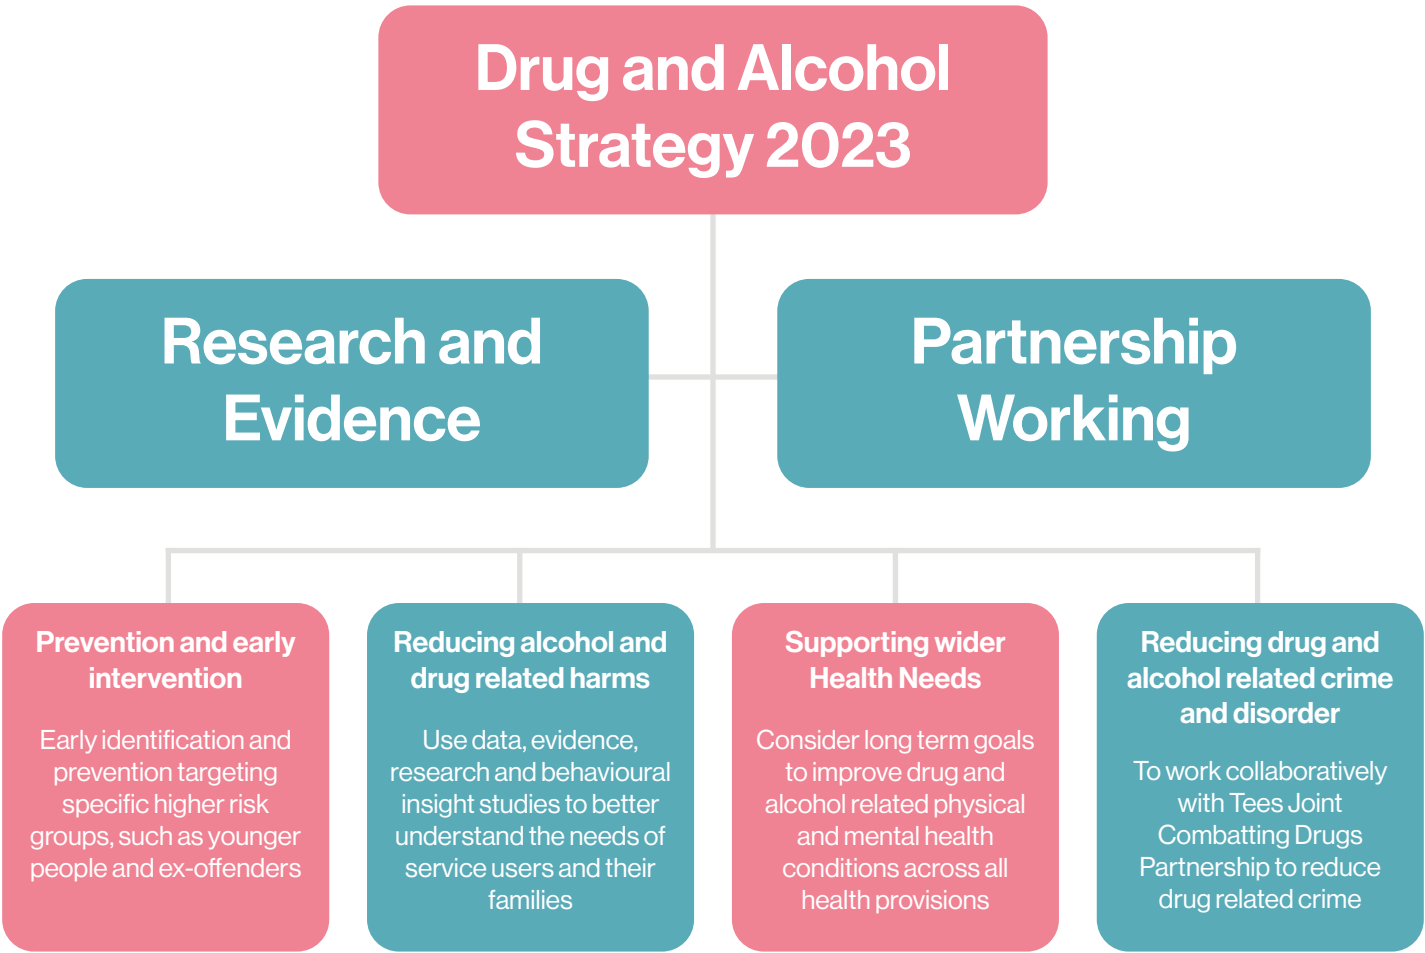 Drug and Alcohol
Strategy 2023
Research and
Evidence
Partnership
Working
Prevention and early
intervention
Early identification and
prevention targeting
specific higher risk
groups, such as younger
people and ex-offenders
Reducing alcohol and
drug related harms
Use data, evidence,
research and behavioural
insight studies to better
understand the needs of
service users and their
families
Supporting wider
Health Needs
Consider long term goals
to improve drug and
alcohol related physical
and mental health
conditions across all
health provisions
Reducing drug and
alcohol related crime
and disorder
To work collaboratively
with Tees Joint
Combatting Drugs
Partnership to reduce
drug related crime